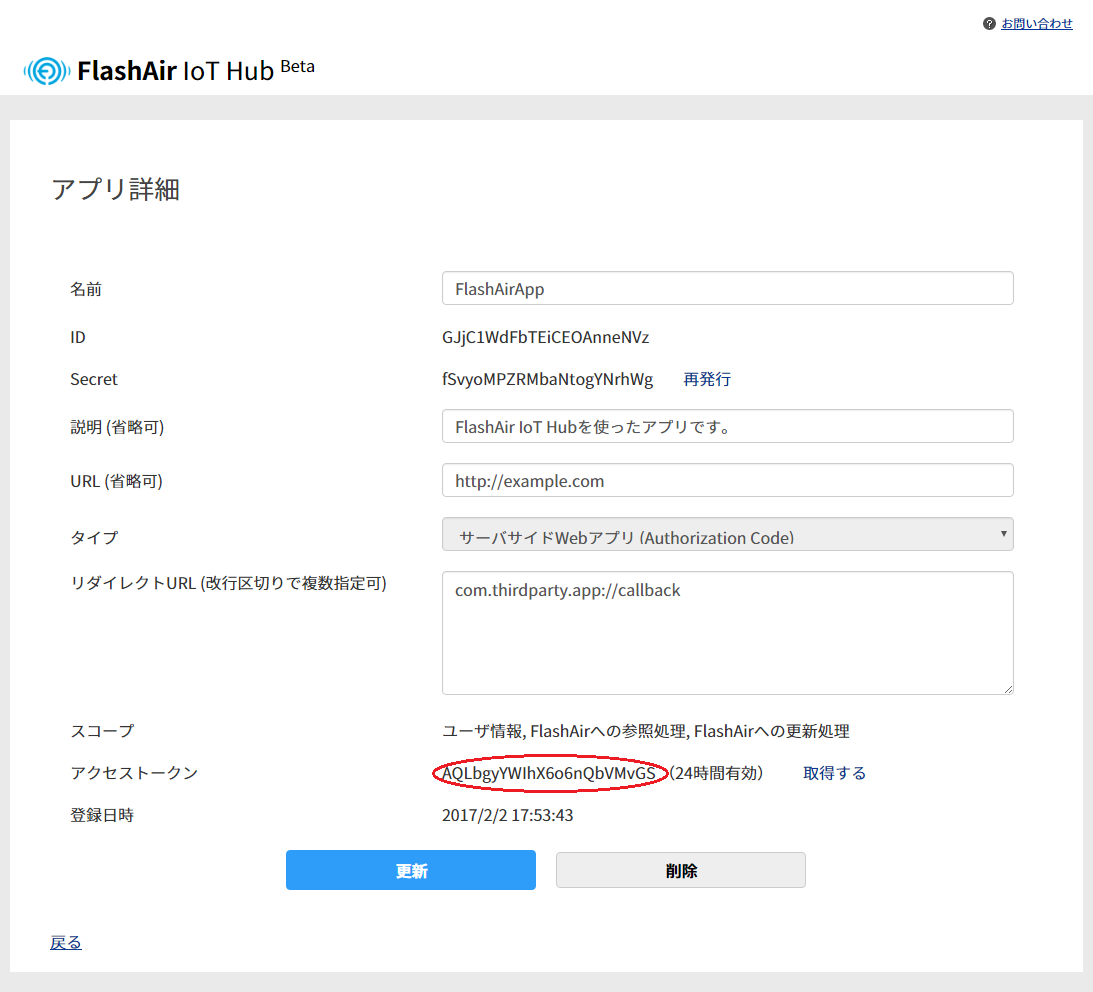 お問い合わせ
FlashAir IoT Hub Beta
アプリ詳細
名前 FlashAirApp
ID GJjC1WdFbTEiCEOAnneNVz
Secret fSvyoMPZRMbaNtogYNrhWg 再発行
説明 (省略可) FlashAir IoT Hubを使ったアプリです。
URL (省略可) http://example.com
タイプ サーバサイドWebアプリ (Authorization Code)
リダイレクトURL (改行区切りで複数指定可) com.thirdparty.app://callback
スコープ ユーザ情報, FlashAirへの参照処理, FlashAirへの更新処理
アクセストークン AQLbgyYWIhX6o6nQbVMvGS (24時間有効) 取得する
登録日時 2017/2/2 17:53:43
更新 削除
戻る